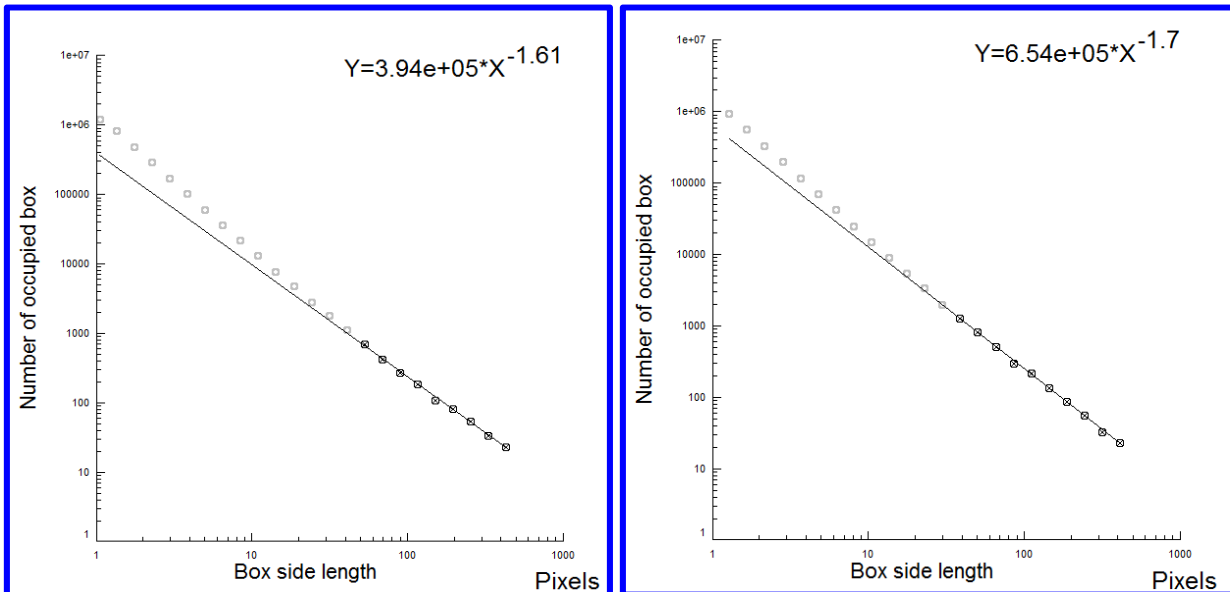 Y=3.94e+05*X^-1.61
1e+07
1e+06
100000
10000
1000
100
10
1
1
10
100
1000
Number of occupied box
Box side length
Pixels
Y=6.54e+05*X^-1.7
1e+07
1e+06
100000
10000
1000
100
10
1
1
10
100
1000
Number of occupied box
Box side length
Pixels